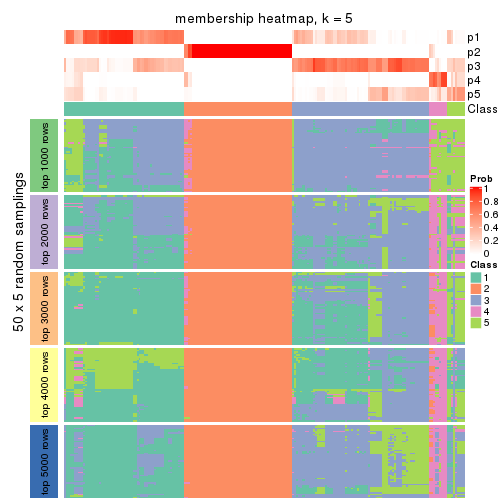 membership heatmap, k = 5
p1
p2
p3
p4
p5
Class
50 x 5 random samplings
top 1000 rows
top 2000 rows
top 3000 rows
top 4000 rows
top 5000 rows
Prob
1
0.8
0.6
0.4
0.2
0
Class
1
2
3
4
5